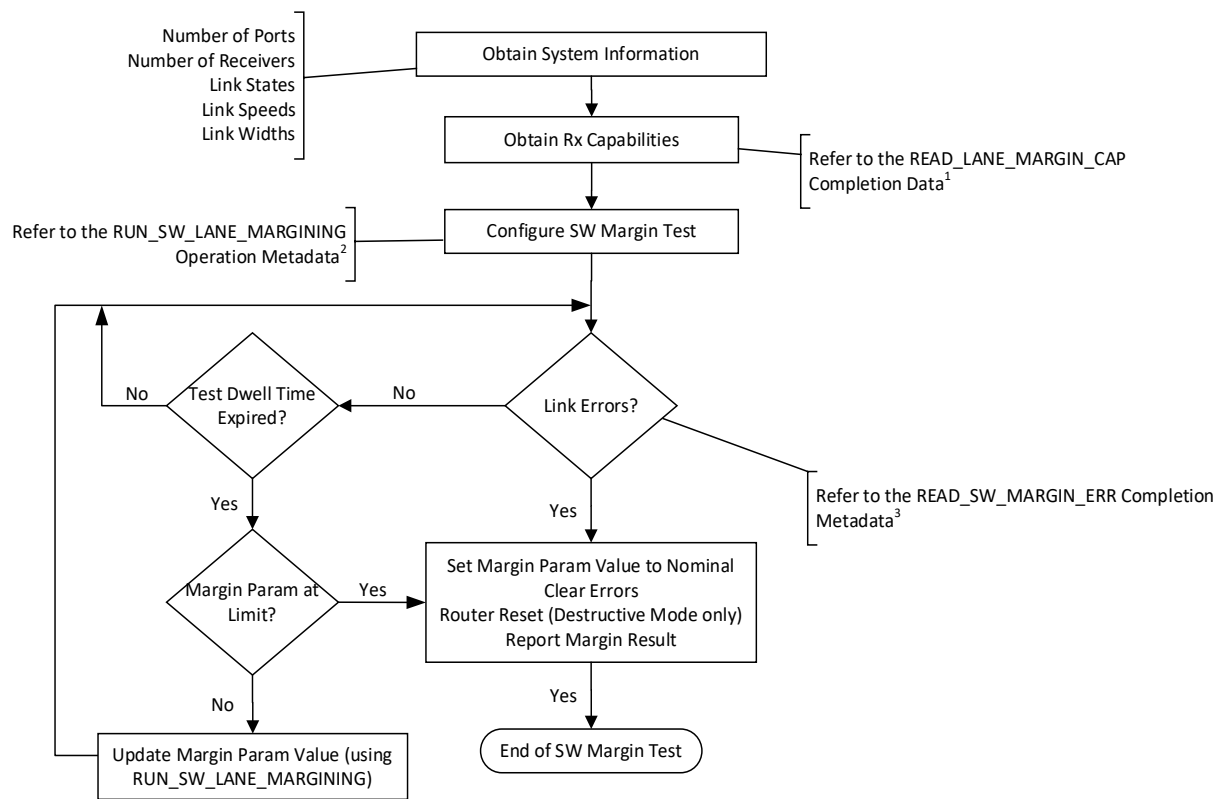 Number of Ports
Number of Receivers
Link States
Link Speeds
Link Widths
Obtain System Information
Obtain Rx Capabilities
Refer to the READ_LANE_MARGIN_CAP
Completion Data1
Refer to the RUN_SW_LANE_MARGINING
Operation Metadata2
Configure SW Margin Test
No
Test Dwell Time
Expired?
No
Link Errors?
Yes
Yes
Refer to the READ_SW_MARGIN_ERR Completion
Metadata3
Margin Param at
Limit?
Yes
Set Margin Param Value to Nominal
Clear Errors
Router Reset (Destructive Mode only)
Report Margin Result
No
Yes
Update Margin Param Value (using
RUN_SW_LANE_MARGINING)
End of SW Margin Test